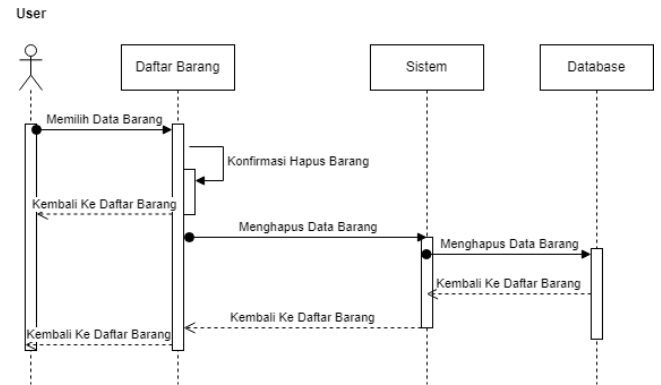 User
Daftar Barang
Sistem
Database
Memilih Data Barang
Konfirmasi Hapus Barang
Kembali Ke Daftar Barang
Menghapus Data Barang
Menghapus Data Barang
Kembali Ke Daftar Barang
Kembali Ke Daftar Barang
Kembali Ke Daftar Barang